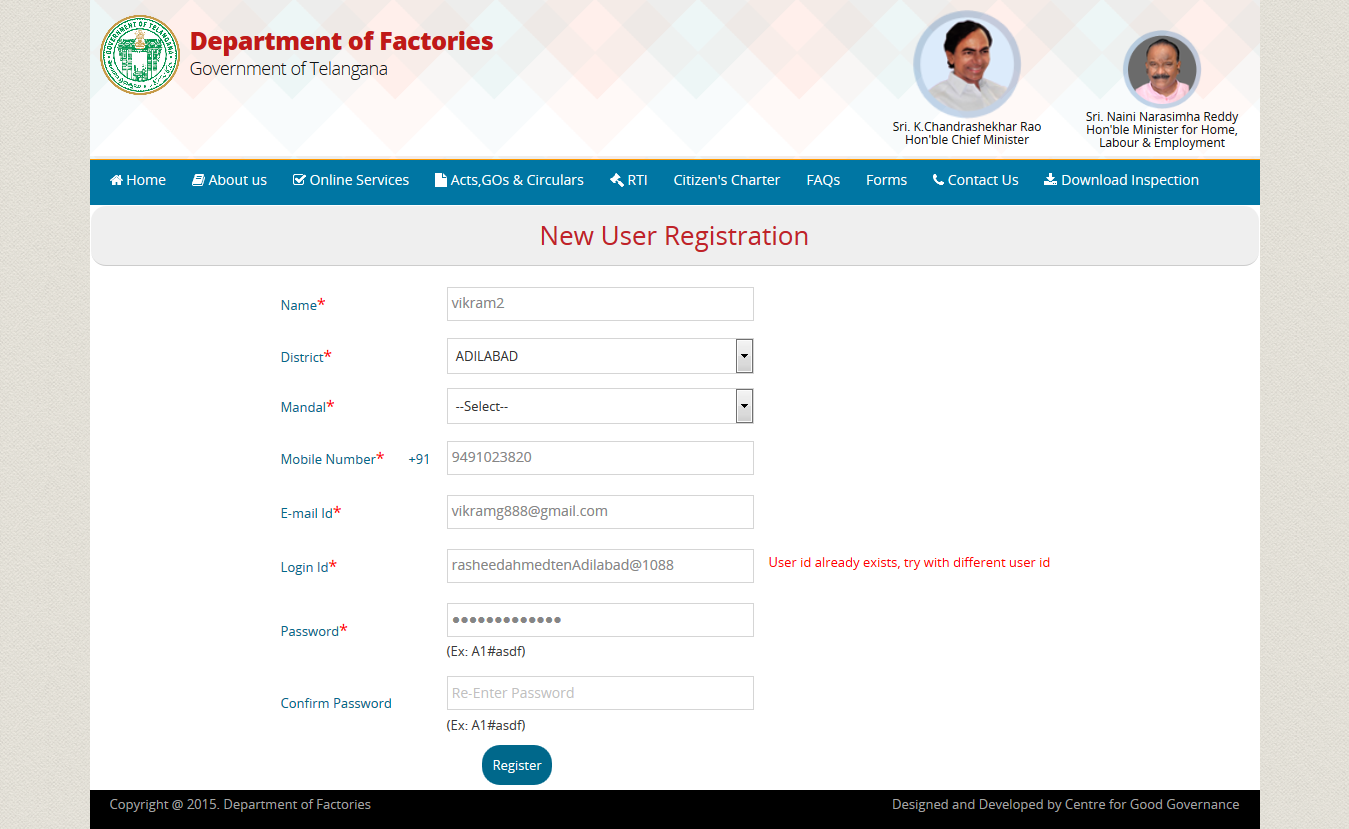 GOVERNMENT OF TELANGANA
Department of Factories
Government of Telangana
Sri. K.Chandrashekhar Rao
Hon'ble Chief Minister
Sri. Naini Narasimha Reddy
Hon'ble Minister for Home,
Labour & Employment
Home About us Online Services Acts,GOs & Circulars RTI Citizen's Charter FAQs Forms Contact Us Download Inspection
New User Registration
Name* vikram2
District* ADILABAD
Mandal* --Select--
Mobile Number* +91 9491023820
E-mail Id* vikramg888@gmail.com
Login Id* rasheedahmedtenAdilabad@1088 User id already exists, try with different user id
Password* •••••••••••••
(Ex: A1#asdf)
Confirm Password Re-Enter Password
(Ex: A1#asdf)
Register
Copyright @ 2015. Department of Factories Designed and Developed by Centre for Good Governance